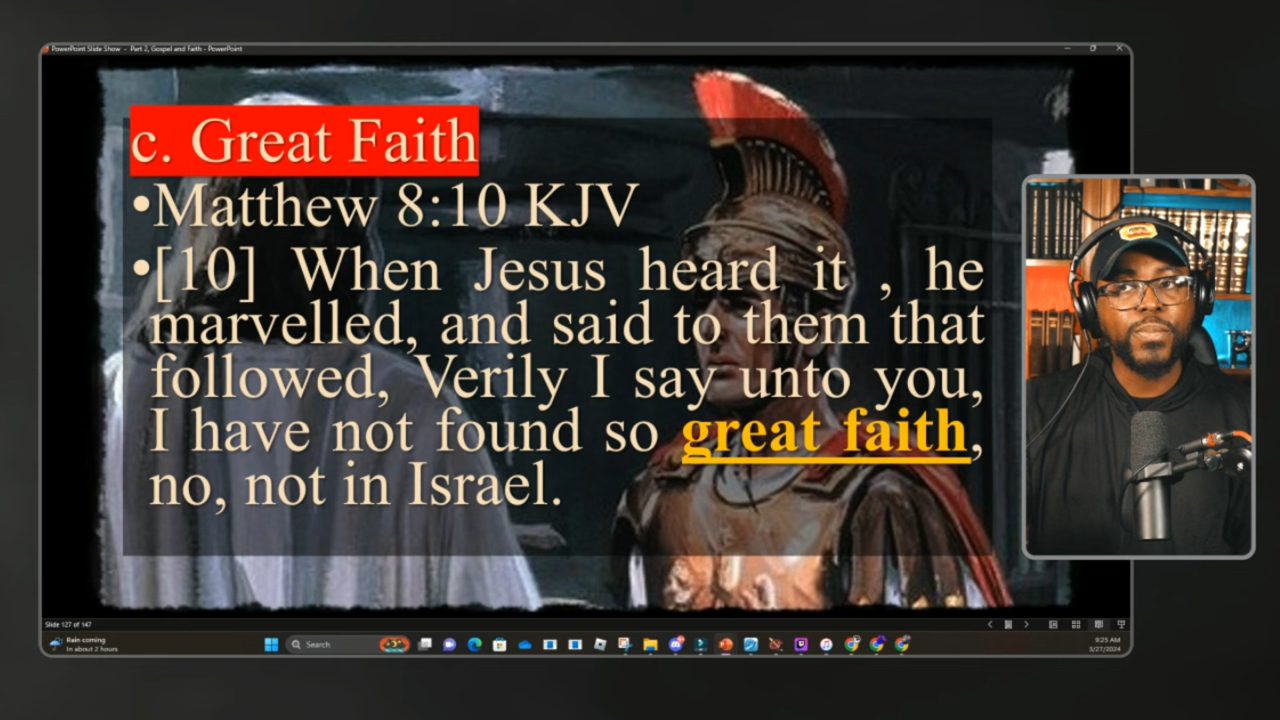 PowerPoint Slide Show - Part 2, Gospel and faith - PowerPoint
c. Great Faith
•Matthew 8:10 KJV
•[10] When Jesus heard it , he
marvelled, and said to them that
followed, Verily I say unto you,
I have not found so great faith,
no, not in Israel.
Slide 127 of 147
Rain coming
In about 2 hours
Search
9:25 AM
3/27/2024